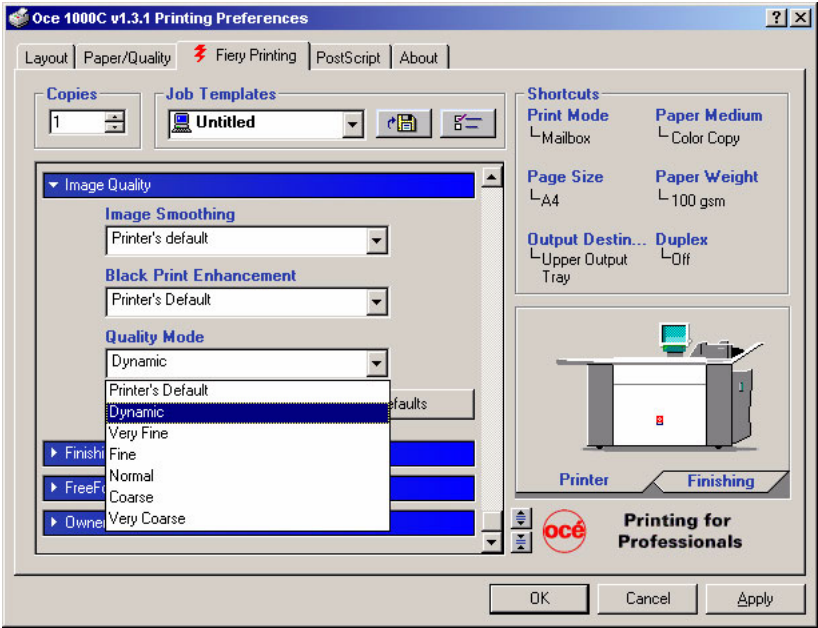 Oce 1000C v1.3.1 Printing Preferences
Layout Paper/Quality Fiery Printing PostScript About
Copies
1
Job Templates
Untitled
Image Quality
Image Smoothing
Printer's default
Black Print Enhancement
Printer's Default
Quality Mode
Dynamic
Printer's Default
Dynamic
Very Fine
Fine
Normal
Coarse
Very Coarse
efaults
Finishi
FreeFo
Owne
Shortcuts
Print Mode
Mailbox
Paper Medium
Color Copy
Page Size
A4
Paper Weight
100 gsm
Output Destin...
Upper Output
Tray
Duplex
Off
Printer
Finishing
océ
Printing for
Professionals
OK
Cancel
Apply